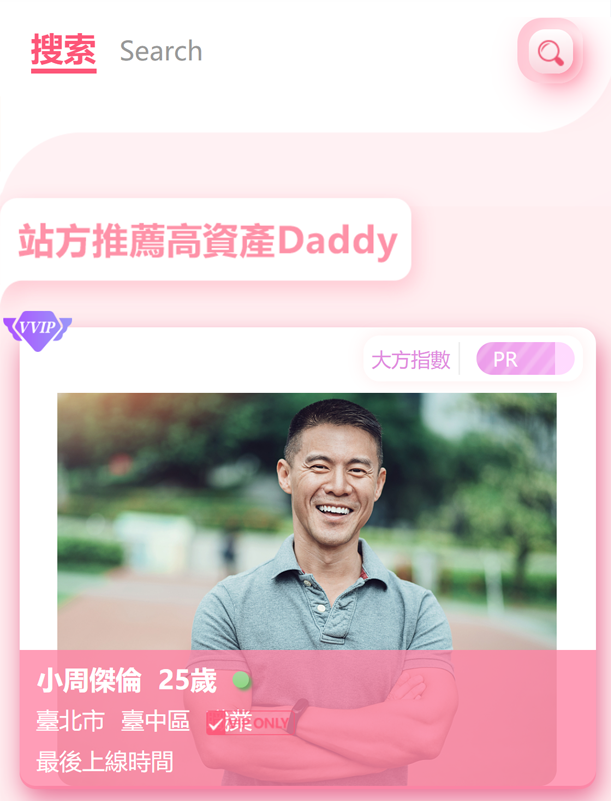 搜索 Search
站方推薦高資產Daddy
VVIP
大方指數 PR
小周傑倫 25歲
臺北市 臺中區 ONLY
最後上線時間